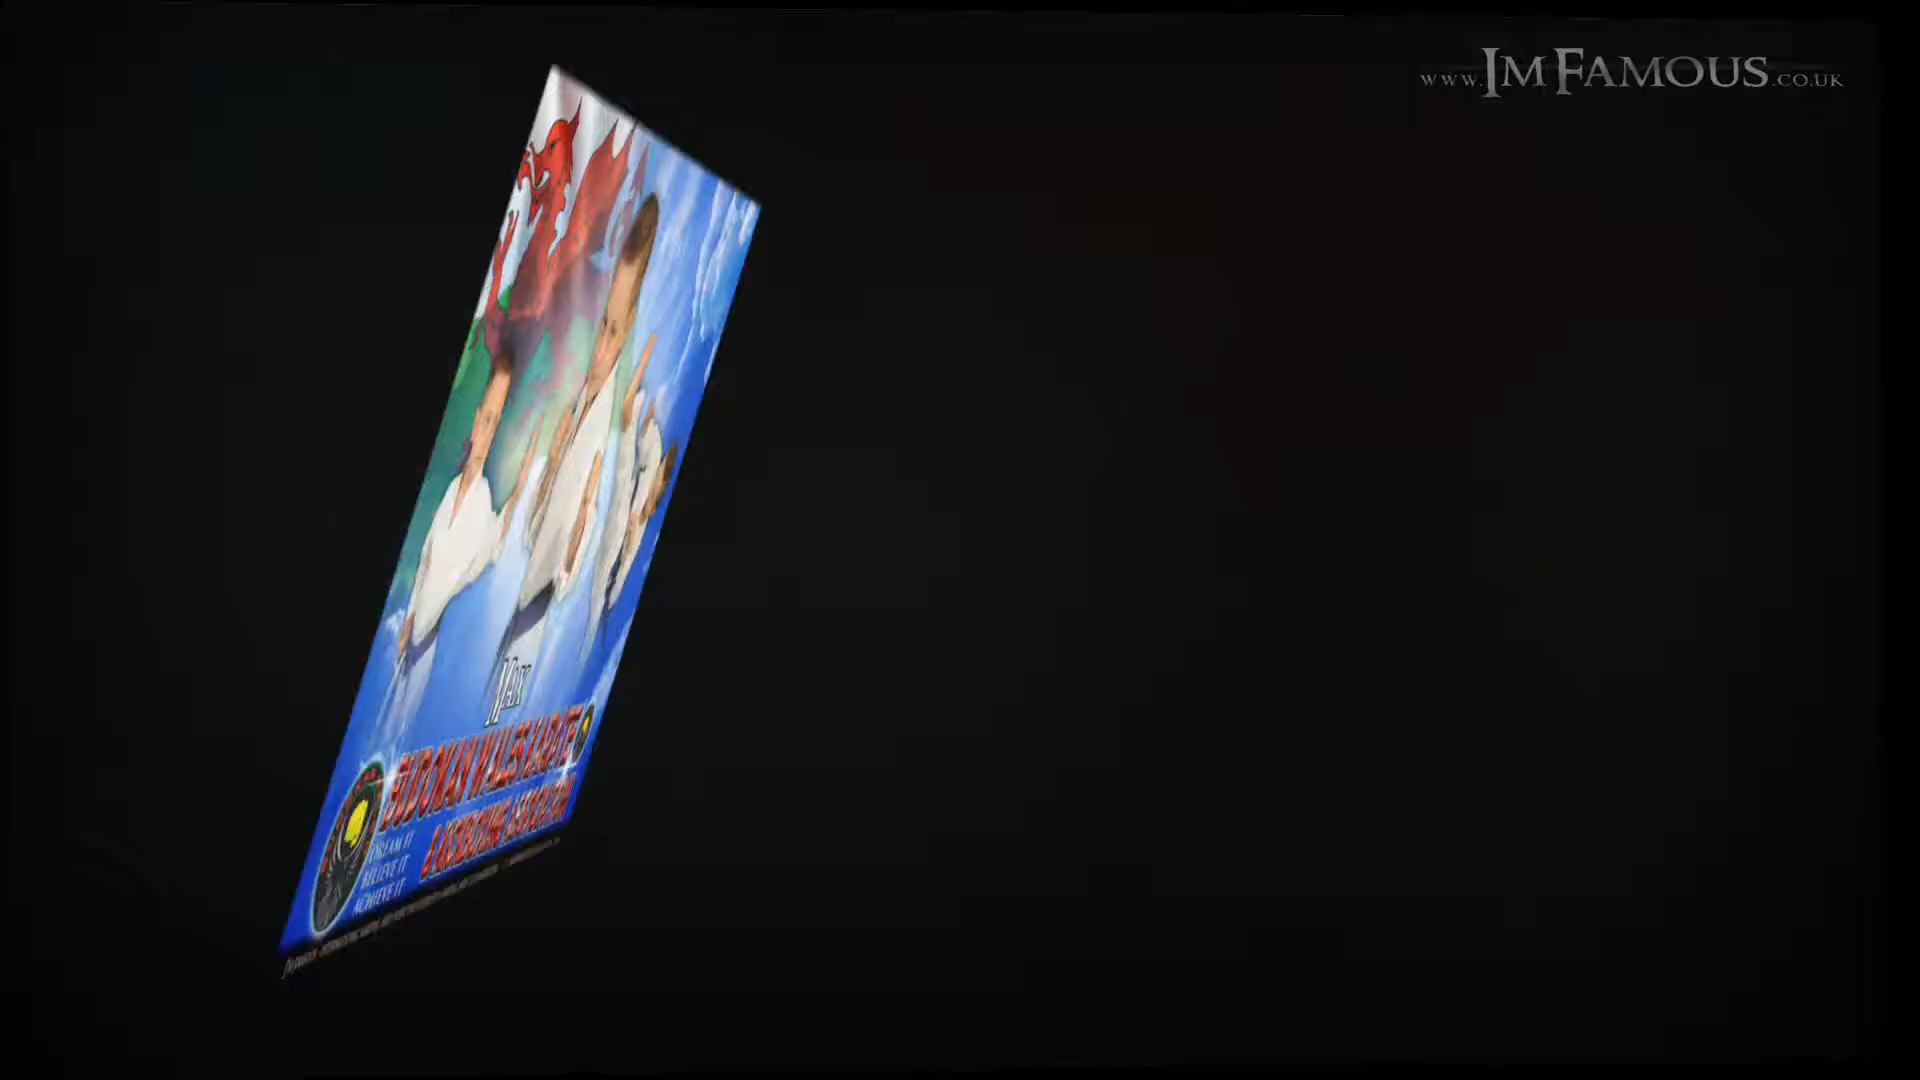 www.ImFamous.co.uk
Max
BUDOKAN WALES KARATE
& KICKBOXING ASSOCIATION
DREAM IT
BELIEVE IT
ACHIEVE IT